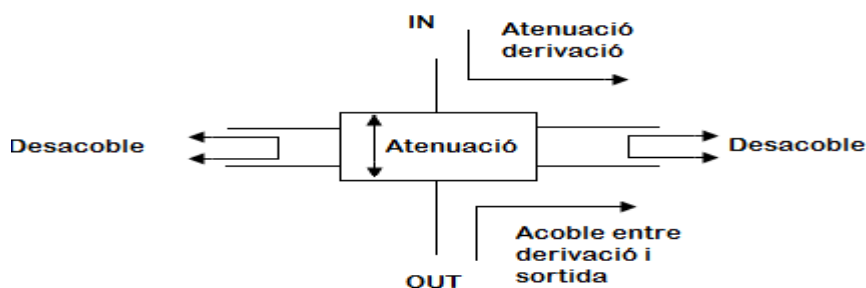 IN
Atenuació
derivació
Desacoble
Atenuació
Desacoble
Acoble entre
derivació i
sortida
OUT